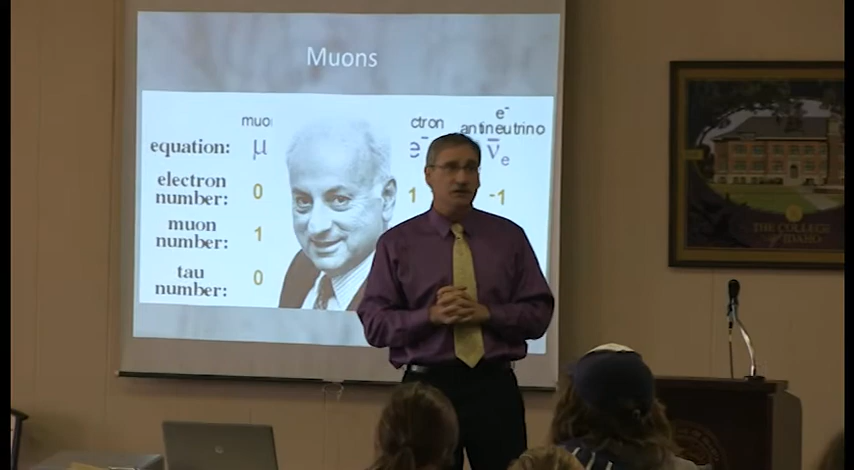 Muons
muo
ctron
e⁻
antineutrino
equation: μ e⁻ ν̄e
electron
number: 0 1 -1
muon
number: 1
tau
number: 0
THE COLLEGE
of IDAHO